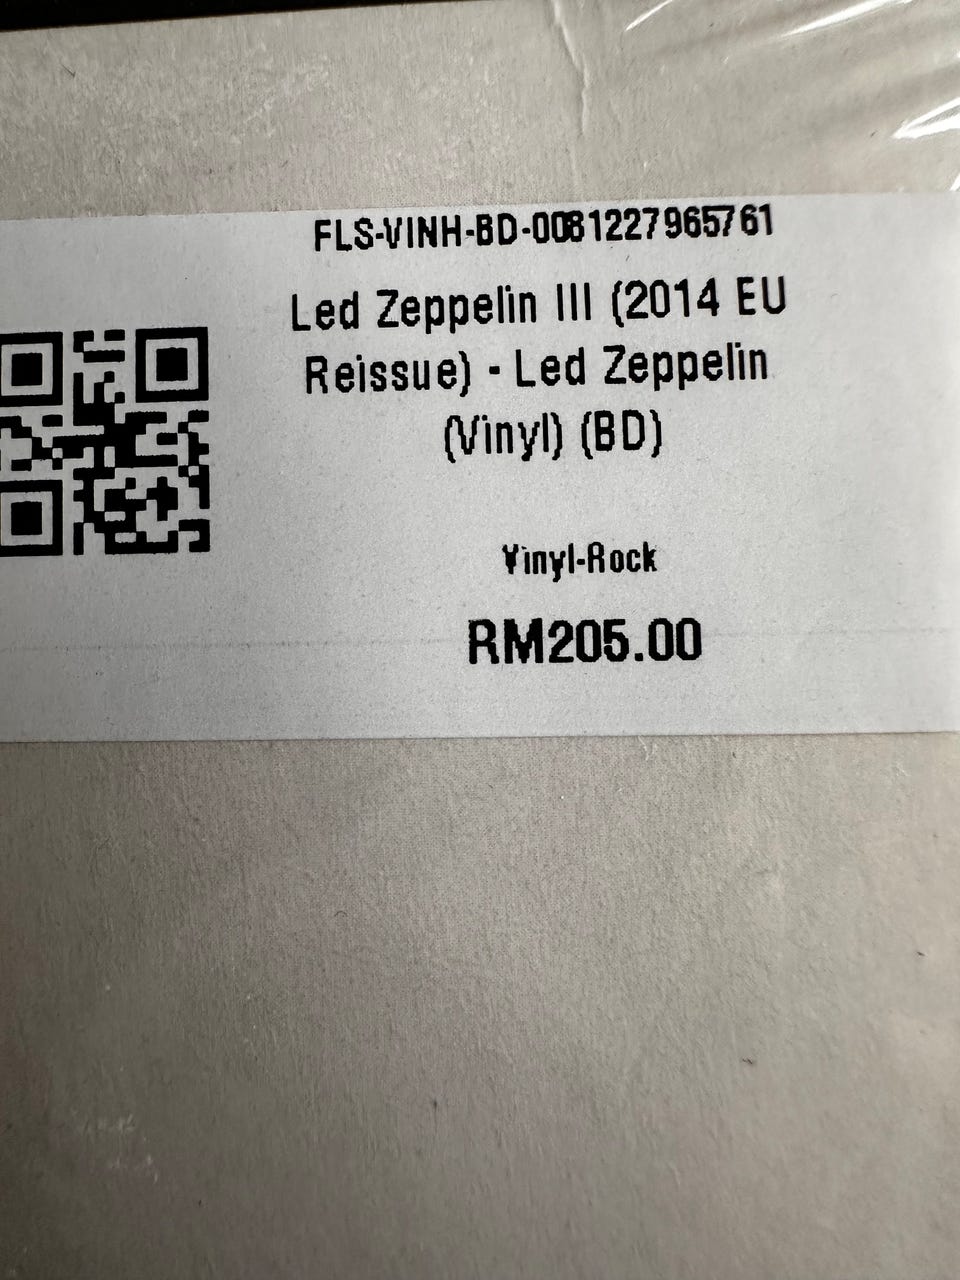 FLS-VINH-BD-0081227965761
Led Zeppelin III (2014 EU
Reissue) - Led Zeppelin
(Vinyl) (BD)
Vinyl-Rock
RM205.00